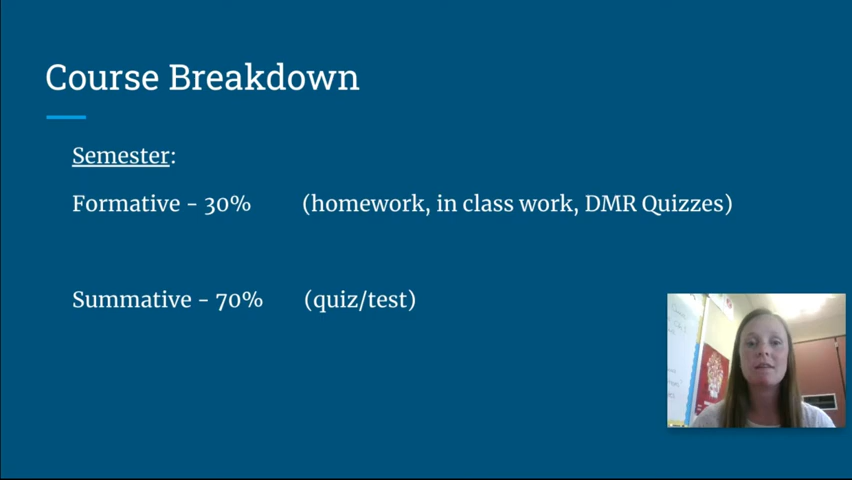 Course Breakdown
Semester:
Formative - 30% (homework, in class work, DMR Quizzes)
Summative - 70% (quiz/test)